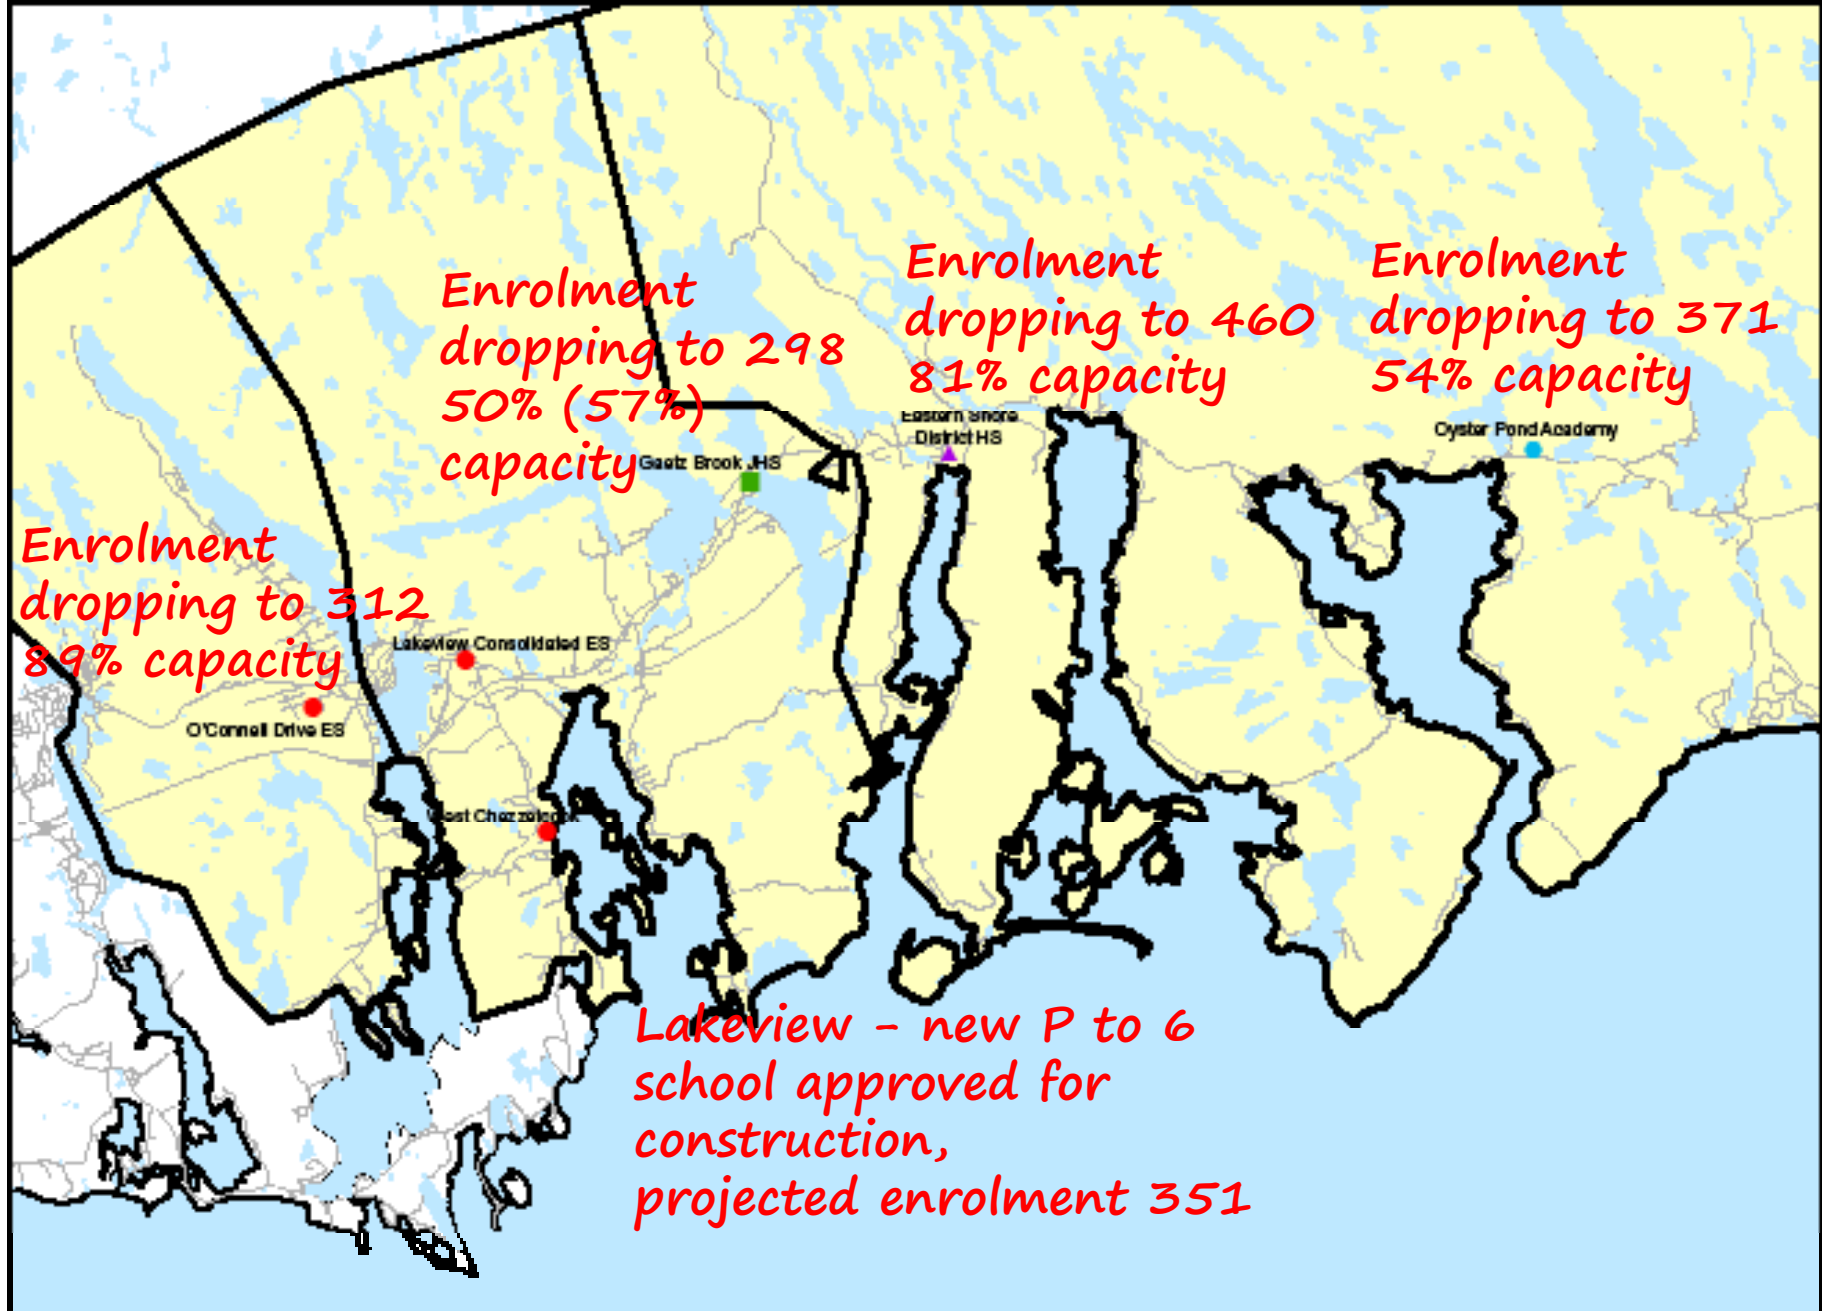 Enrolment
dropping to 298
50% (57%)
capacity
Enrolment
dropping to 460
81% capacity
Enrolment
dropping to 371
54% capacity
Eastern Shore
District HS
Oyster Pond Academy
Gaetz Brook JHS
Enrolment
dropping to 312
89% capacity
Lakeview Consolidated ES
O'Connell Drive ES
West Chezzetcook
Lakeview - new P to 6
school approved for
construction,
projected enrolment 351